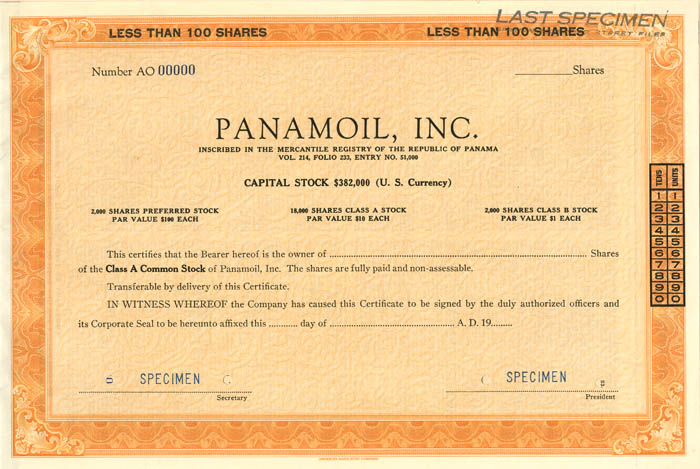 LAST SPECIMEN
STREET FILES
LESS THAN 100 SHARES LESS THAN 100 SHARES
Number AO 00000 ____________Shares
PANAMOIL, INC.
INSCRIBED IN THE MERCANTILE REGISTRY OF THE REPUBLIC OF PANAMA
VOL. 214, FOLIO 233, ENTRY NO. 51,000
CAPITAL STOCK $382,000 (U. S. Currency)
2,000 SHARES PREFERRED STOCK 18,000 SHARES CLASS A STOCK 2,000 SHARES CLASS B STOCK
PAR VALUE $100 EACH PAR VALUE $10 EACH PAR VALUE $1 EACH
TENS UNITS
1 1
2 2
3 3
4 4
5 5
6 6
7 7
8 8
9 9
0 0
This certifies that the Bearer hereof is the owner of ........................................ Shares
of the Class A Common Stock of Panamoil, Inc. The shares are fully paid and non-assessable.
Transferable by delivery of this Certificate.
IN WITNESS WHEREOF the Company has caused this Certificate to be signed by the duly authorized officers and
its Corporate Seal to be hereunto affixed this ........... day of ........................................ A. D. 19........
SPECIMEN SPECIMEN
Secretary President